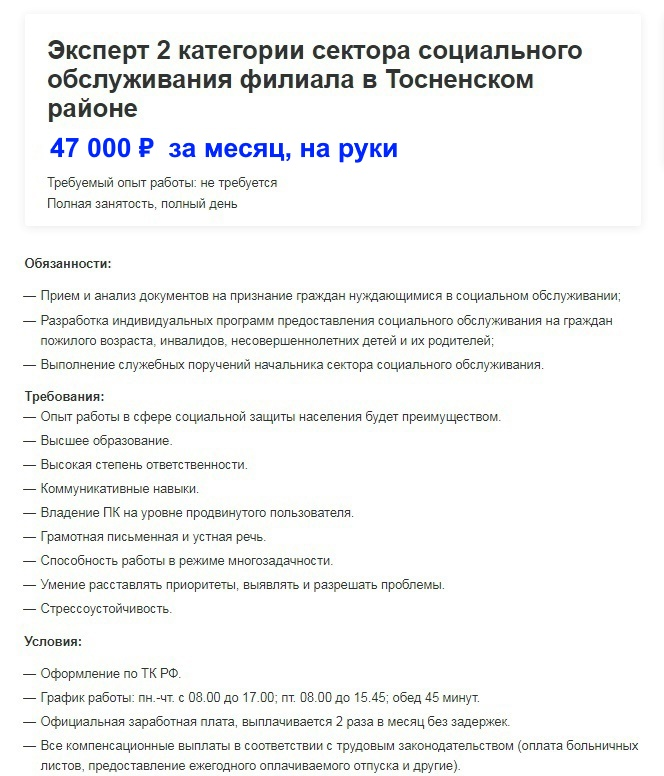 Эксперт 2 категории сектора социального
обслуживания филиала в Тосненском
районе
47 000 ₽ за месяц, на руки
Требуемый опыт работы: не требуется
Полная занятость, полный день
Обязанности:
— Прием и анализ документов на признание граждан нуждающимися в социальном обслуживании;
— Разработка индивидуальных программ предоставления социального обслуживания на граждан
пожилого возраста, инвалидов, несовершеннолетних детей и их родителей;
— Выполнение служебных поручений начальника сектора социального обслуживания.
Требования:
— Опыт работы в сфере социальной защиты населения будет преимуществом.
— Высшее образование.
— Высокая степень ответственности.
— Коммуникативные навыки.
— Владение ПК на уровне продвинутого пользователя.
— Грамотная письменная и устная речь.
— Способность работы в режиме многозадачности.
— Умение расставлять приоритеты, выявлять и разрешать проблемы.
— Стрессоустойчивость.
Условия:
— Оформление по ТК РФ.
— График работы: пн.-чт. с 08.00 до 17.00; пт. 08.00 до 15.45; обед 45 минут.
— Официальная заработная плата, выплачивается 2 раза в месяц без задержек.
— Все компенсационные выплаты в соответствии с трудовым законодательством (оплата больничных
листов, предоставление ежегодного оплачиваемого отпуска и другие).